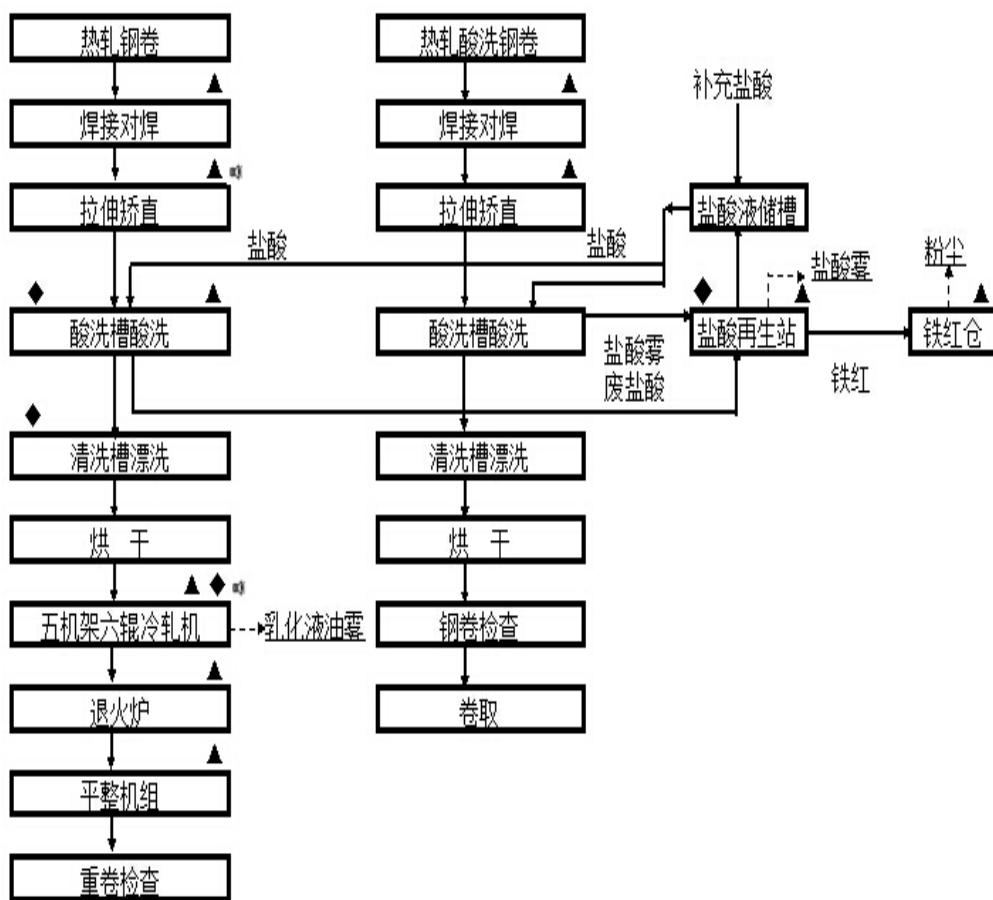 热轧钢卷
热轧酸洗钢卷
补充盐酸
焊接对焊
焊接对焊
拉伸矫直
拉伸矫直
盐酸液储槽
盐酸
盐酸
盐酸雾
粉尘
酸洗槽酸洗
酸洗槽酸洗
盐酸再生站
铁红仓
盐酸雾
废盐酸
铁红
清洗槽漂洗
清洗槽漂洗
烘 干
烘 干
五机架六辊冷轧机
乳化液油雾
钢卷检查
退火炉
卷取
平整机组
重卷检查